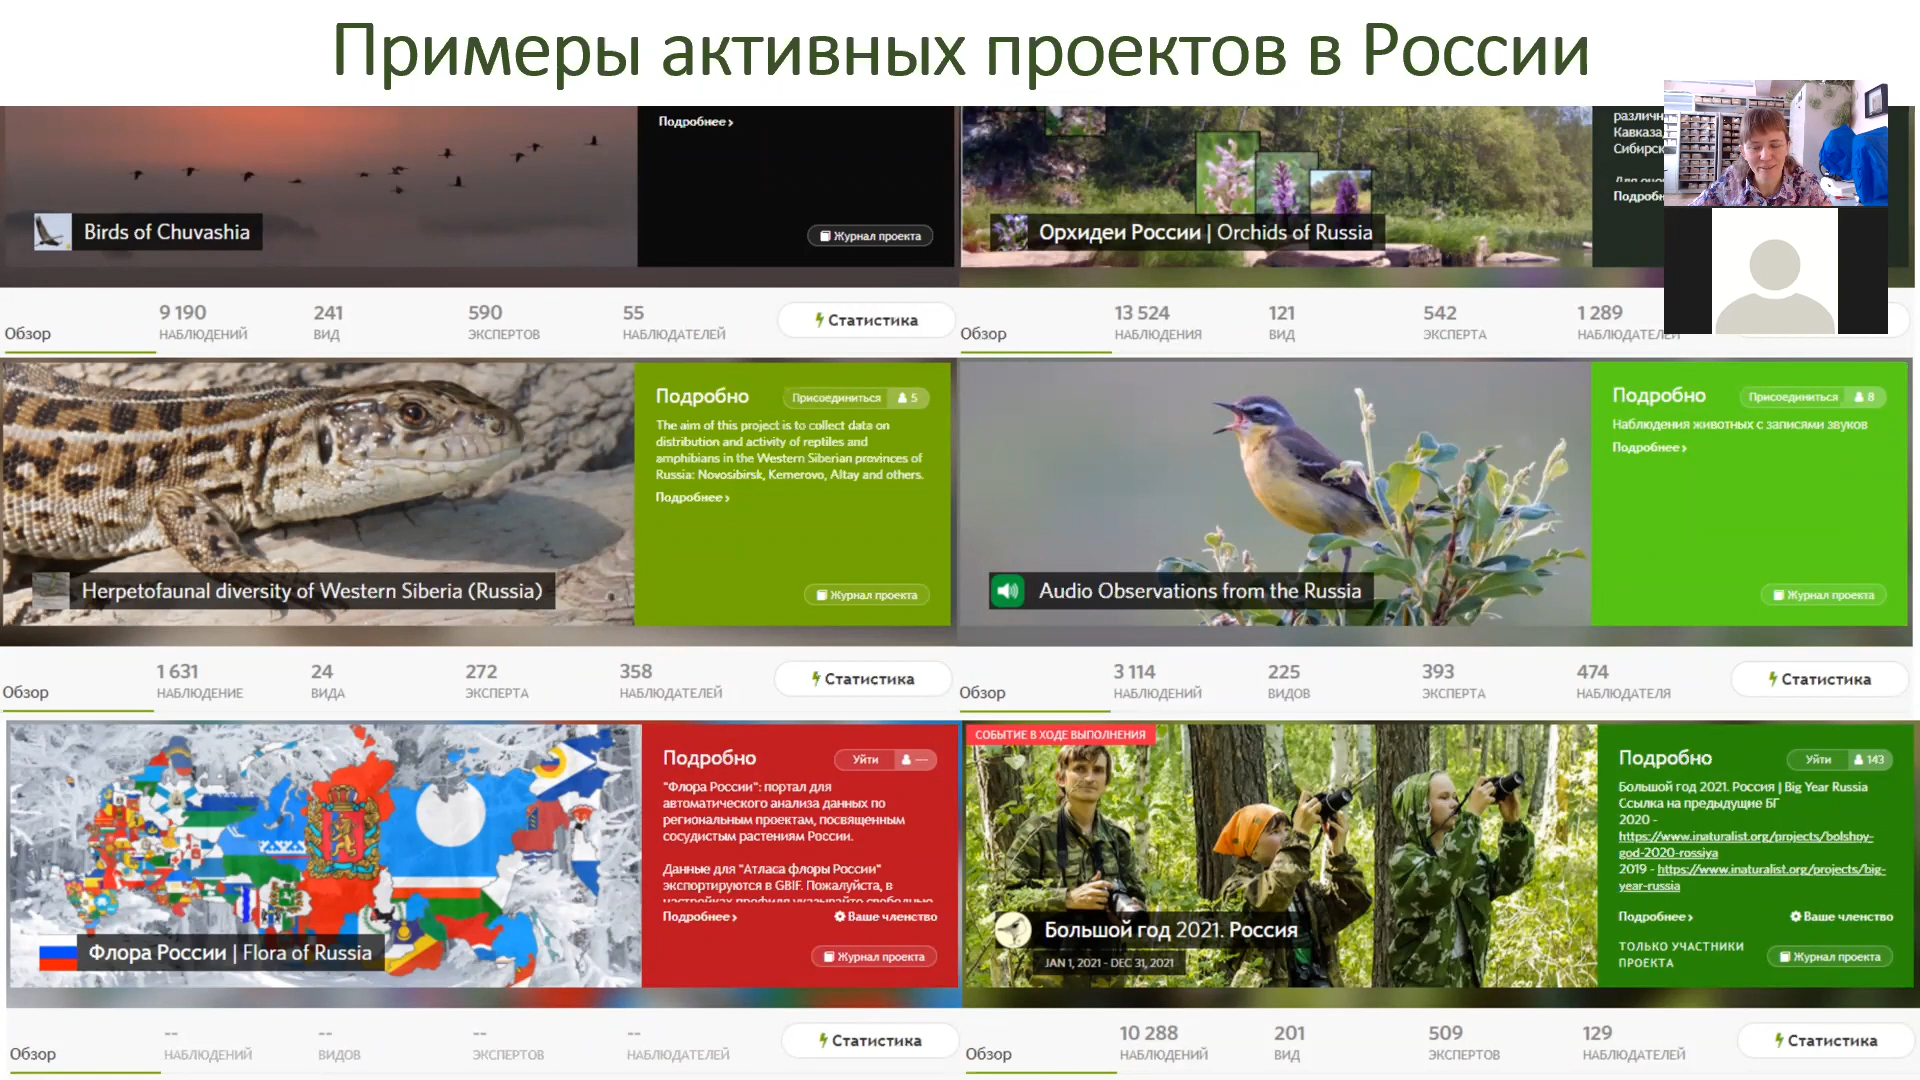 Примеры активных проектов в России
Подробнее ›
Birds of Chuvashia
Журнал проекта
Обзор
9 190
НАБЛЮДЕНИЙ
241
ВИД
590
ЭКСПЕРТОВ
55
НАБЛЮДАТЕЛЕЙ
Статистика
различн
Кавказа,
Сибирск
Подробн
Орхидеи России | Orchids of Russia
Обзор
13 524
НАБЛЮДЕНИЯ
121
ВИД
542
ЭКСПЕРТА
1 289
НАБЛЮДАТЕЛЕЙ
Подробно
Присоединиться
5
The aim of this project is to collect data on
distribution and activity of reptiles and
amphibians in the Western Siberian provinces of
Russia: Novosibirsk, Kemerovo, Altay and others.
Подробнее ›
Herpetofaunal diversity of Western Siberia (Russia)
Журнал проекта
Обзор
1 631
НАБЛЮДЕНИЕ
24
ВИДА
272
ЭКСПЕРТА
358
НАБЛЮДАТЕЛЕЙ
Статистика
Подробно
Присоединиться
8
Наблюдения животных с записями звуков
Подробнее ›
Audio Observations from the Russia
Журнал проекта
Обзор
3 114
НАБЛЮДЕНИЙ
225
ВИДОВ
393
ЭКСПЕРТА
474
НАБЛЮДАТЕЛЯ
Статистика
Подробно
Уйти
—
"Флора России": портал для
автоматического анализа данных по
региональным проектам, посвященным
сосудистым растениям России.
Данные для "Атласа флоры России"
экспортируются в GBIF. Пожалуйста, в
настройках профиля указывайте свободную
Подробнее ›
Ваше членство
Флора России | Flora of Russia
Журнал проекта
Обзор
--
НАБЛЮДЕНИЙ
--
ВИДОВ
--
ЭКСПЕРТОВ
--
НАБЛЮДАТЕЛЕЙ
Статистика
СОБЫТИЕ В ХОДЕ ВЫПОЛНЕНИЯ
Подробно
Уйти
143
Большой год 2021. Россия | Big Year Russia
Ссылка на предыдущие БГ
2020 -
https://www.inaturalist.org/projects/bolshoy-
god-2020-rossiya
2019 - https://www.inaturalist.org/projects/big-
year-russia
Подробнее ›
Ваше членство
Большой год 2021. Россия
JAN 1, 2021 - DEC 31, 2021
ТОЛЬКО УЧАСТНИКИ
ПРОЕКТА
Журнал проекта
Обзор
10 288
НАБЛЮДЕНИЙ
201
ВИД
509
ЭКСПЕРТОВ
129
НАБЛЮДАТЕЛЕЙ
Статистика